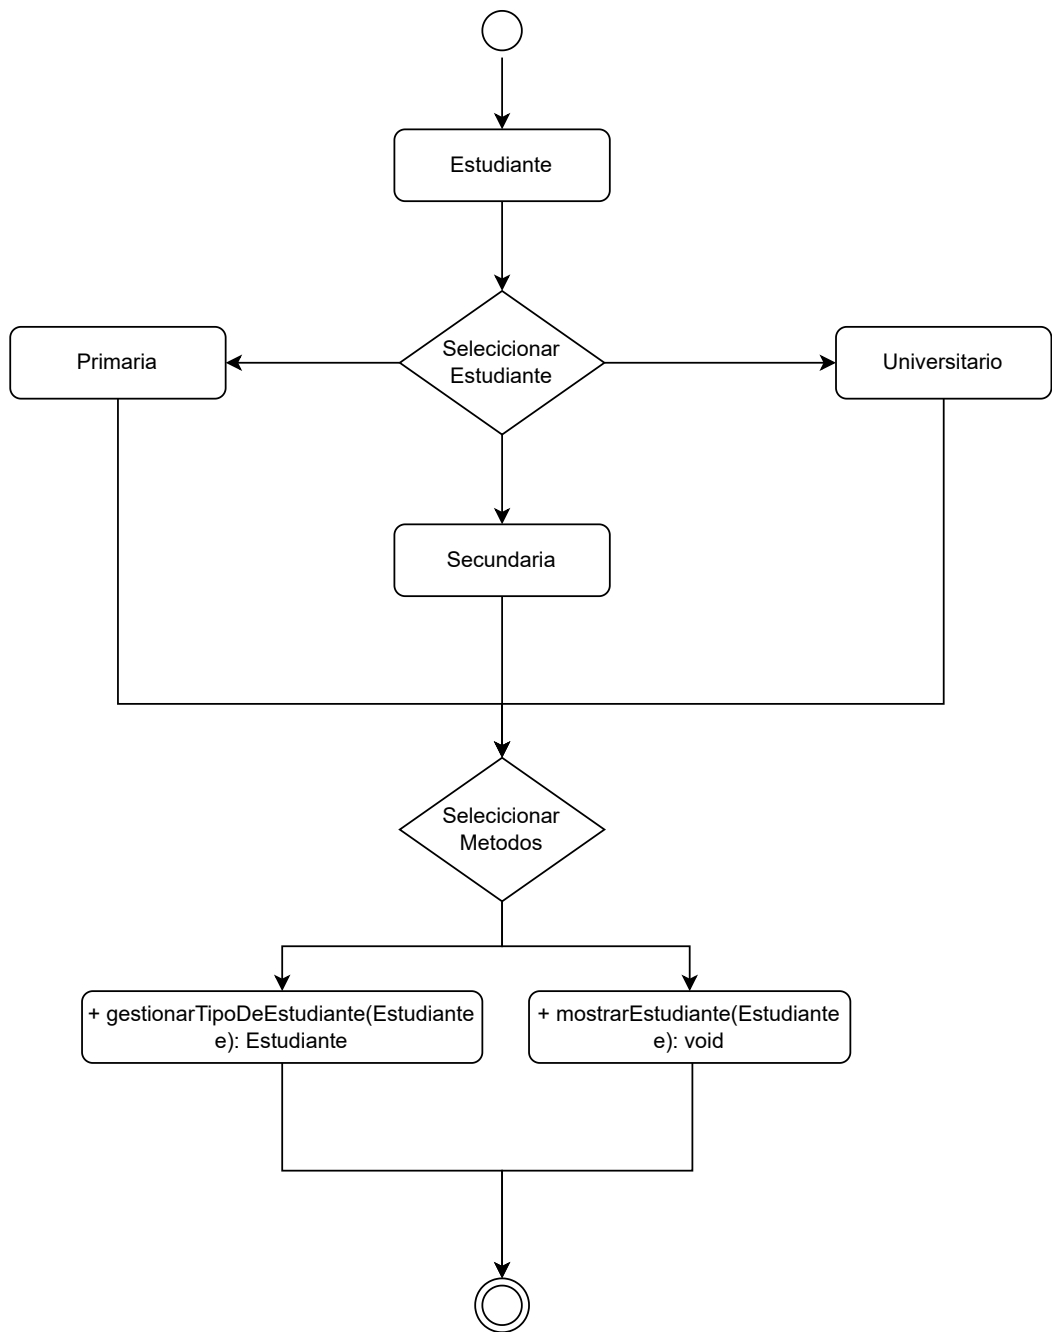 Estudiante
Selecicionar
Estudiante
Primaria
Universitario
Secundaria
Selecicionar
Metodos
+ gestionarTipoDeEstudiante(Estudiante
e): Estudiante
+ mostrarEstudiante(Estudiante
e): void